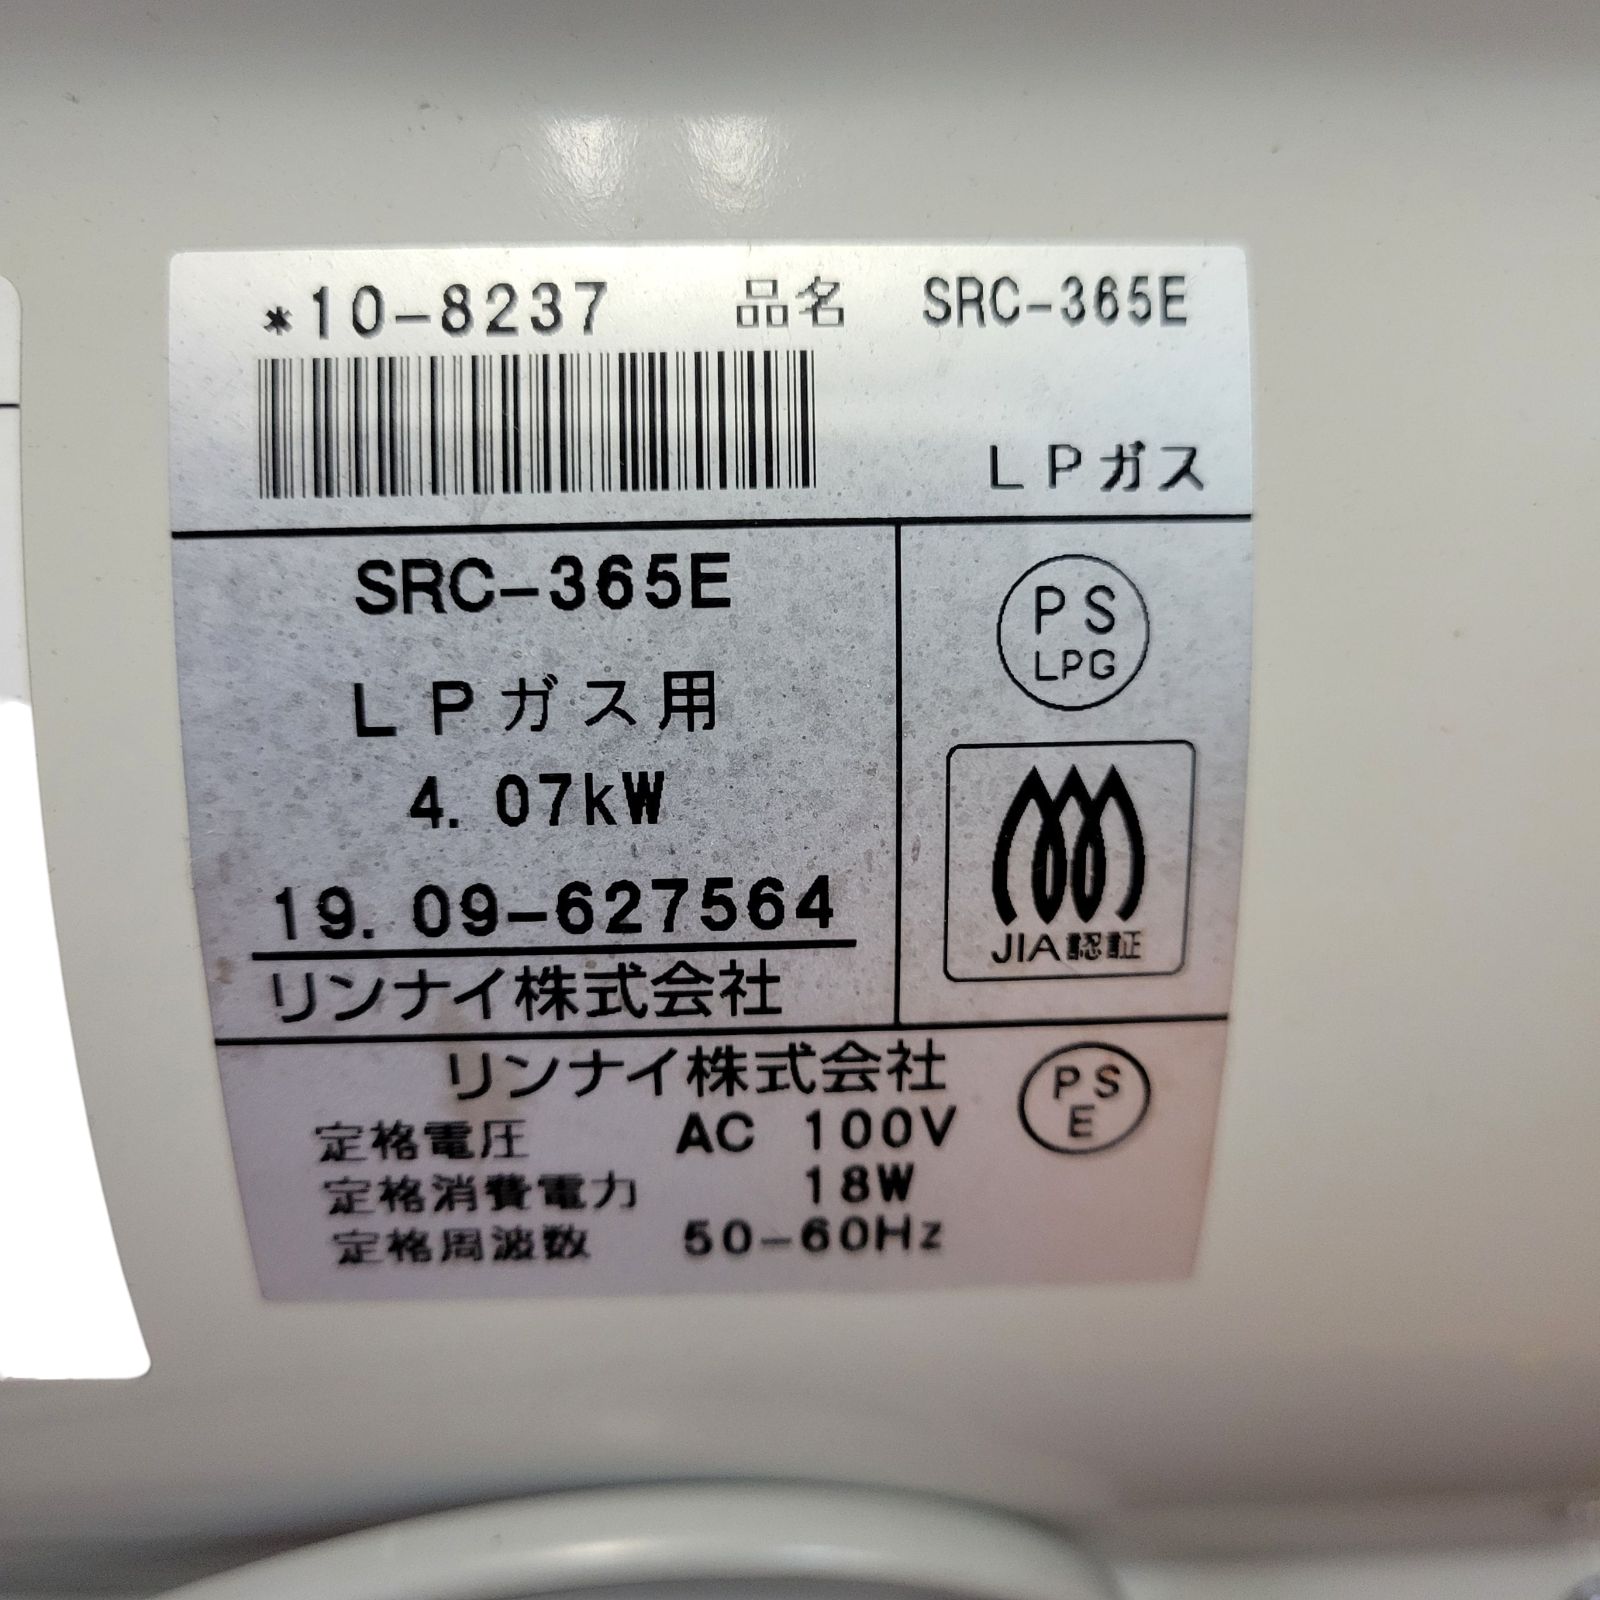 *10-8237 品名 SRC-365E
LPガス
SRC-365E
LPガス用
4.07kW
19.09-627564
リンナイ株式会社
PS
LPG
JIA認証
リンナイ株式会社
PS
E
定格電圧 AC 100V
定格消費電力 18W
定格周波数 50-60Hz